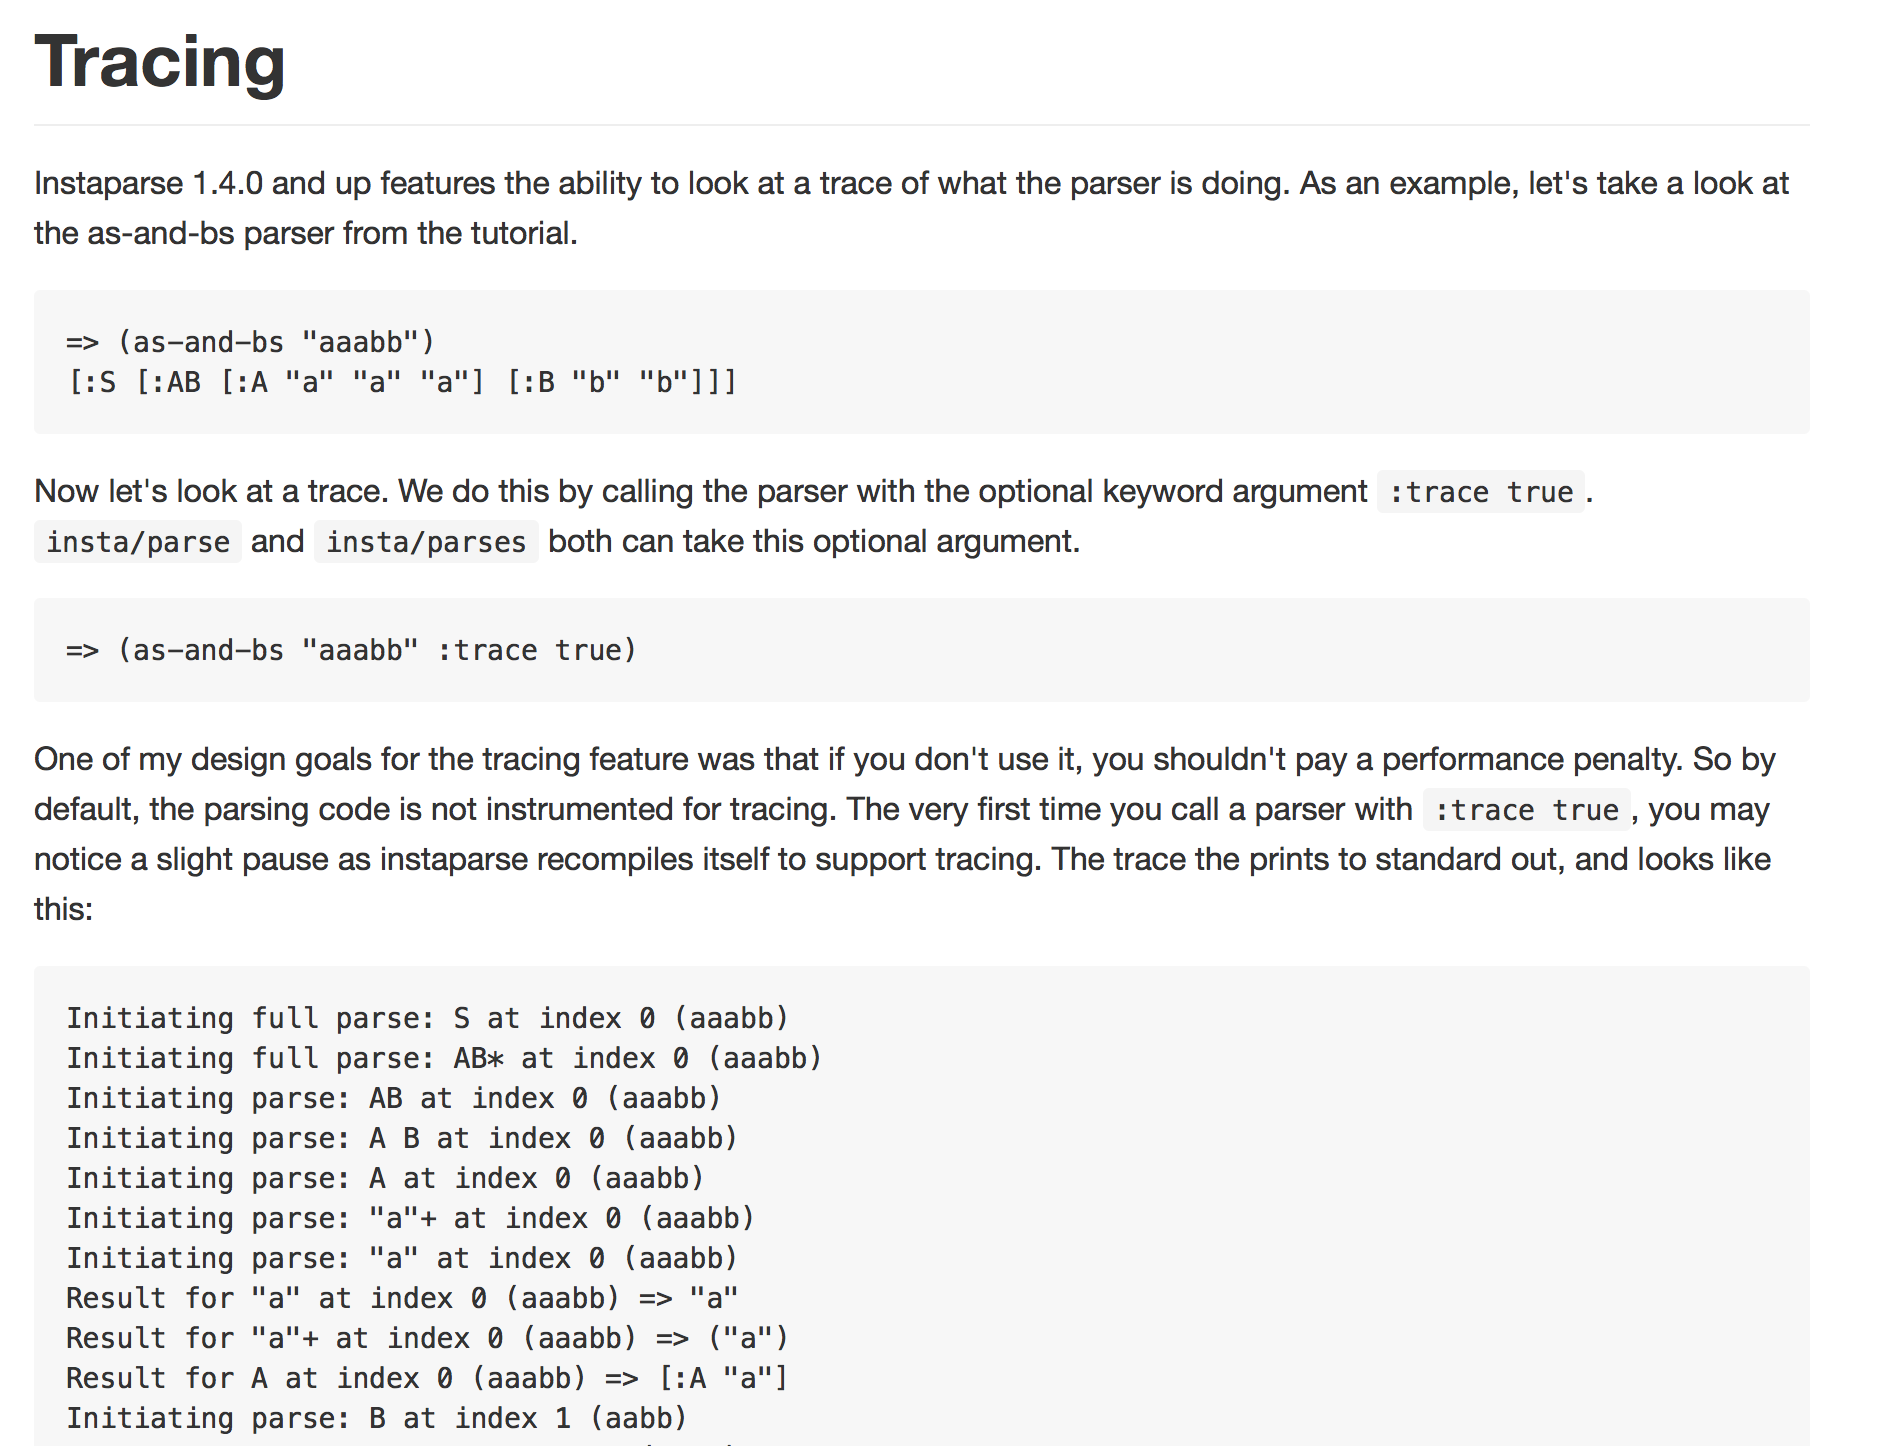 Tracing
Instaparse 1.4.0 and up features the ability to look at a trace of what the parser is doing. As an example, let's take a look at
the as-and-bs parser from the tutorial.
=> (as-and-bs "aaabb")
[:S [:AB [:A "a" "a" "a"] [:B "b" "b"]]]
Now let's look at a trace. We do this by calling the parser with the optional keyword argument :trace true.
insta/parse and insta/parses both can take this optional argument.
=> (as-and-bs "aaabb" :trace true)
One of my design goals for the tracing feature was that if you don't use it, you shouldn't pay a performance penalty. So by
default, the parsing code is not instrumented for tracing. The very first time you call a parser with :trace true, you may
notice a slight pause as instaparse recompiles itself to support tracing. The trace the prints to standard out, and looks like
this:
Initiating full parse: S at index 0 (aaabb)
Initiating full parse: AB* at index 0 (aaabb)
Initiating parse: AB at index 0 (aaabb)
Initiating parse: A B at index 0 (aaabb)
Initiating parse: A at index 0 (aaabb)
Initiating parse: "a"+ at index 0 (aaabb)
Initiating parse: "a" at index 0 (aaabb)
Result for "a" at index 0 (aaabb) => "a"
Result for "a"+ at index 0 (aaabb) => ("a")
Result for A at index 0 (aaabb) => [:A "a"]
Initiating parse: B at index 1 (aabb)